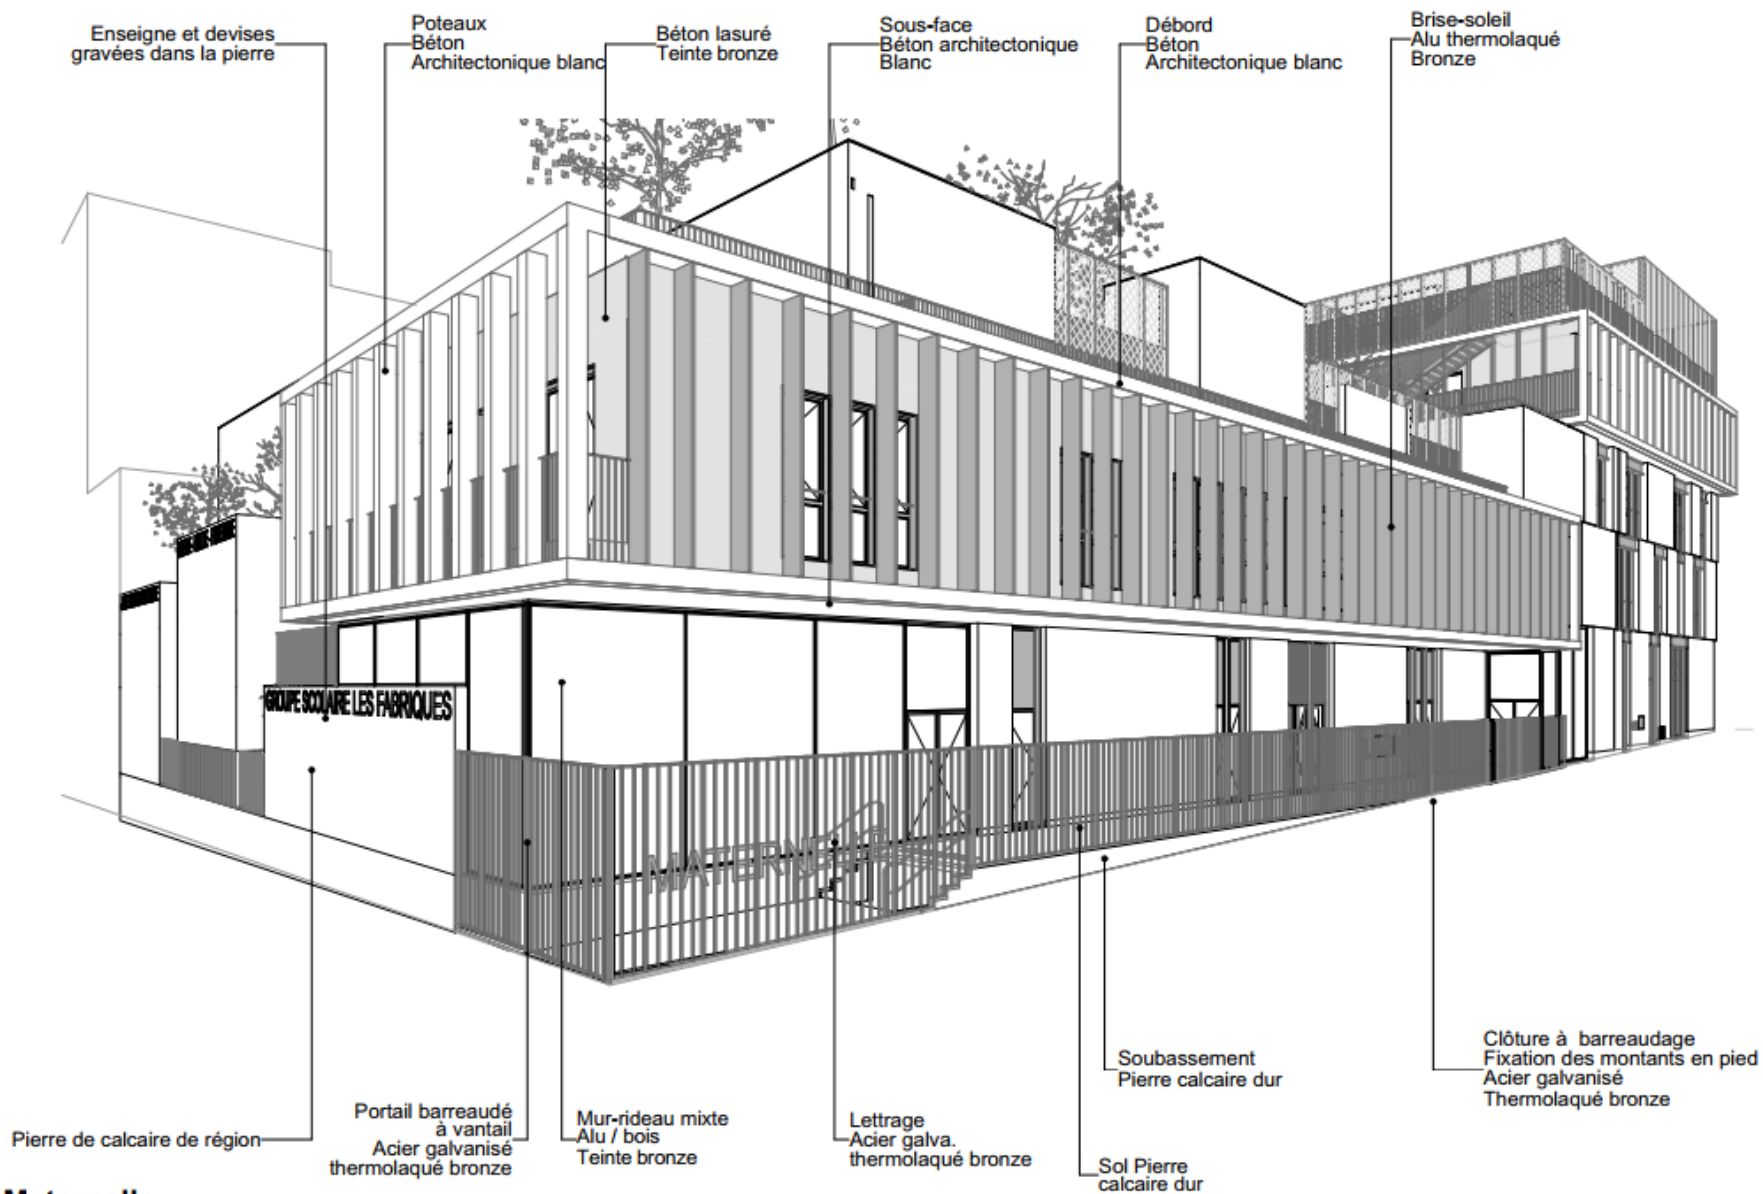 Enseigne et devises
gravées dans la pierre
Poteaux
Béton
Architectonique blanc
Béton lasuré
Teinte bronze
Sous-face
Béton architectonique
Blanc
Débord
Béton
Architectonique blanc
Brise-soleil
Alu thermolaqué
Bronze
GROUPE SCOLAIRE LES FABRIQUES
Pierre de calcaire de région
Portail barreaudé
à vantail
Acier galvanisé
thermolaqué bronze
Mur-rideau mixte
Alu / bois
Teinte bronze
Lettrage
Acier galva.
thermolaqué bronze
Sol Pierre
calcaire dur
Soubassement
Pierre calcaire dur
Clôture à barreaudage
Fixation des montants en pied
Acier galvanisé
Thermolaqué bronze